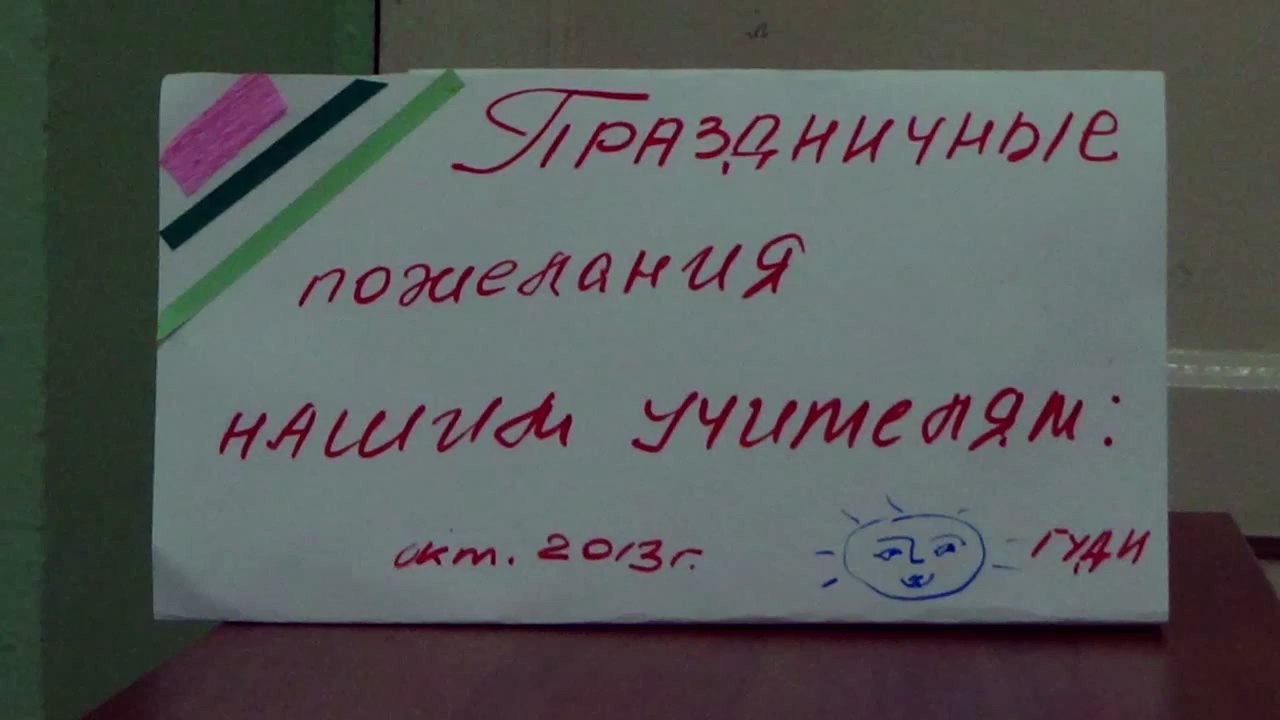 Праздничные
пожелания
нашим учителям:
окт. 2013г. ГУДИ